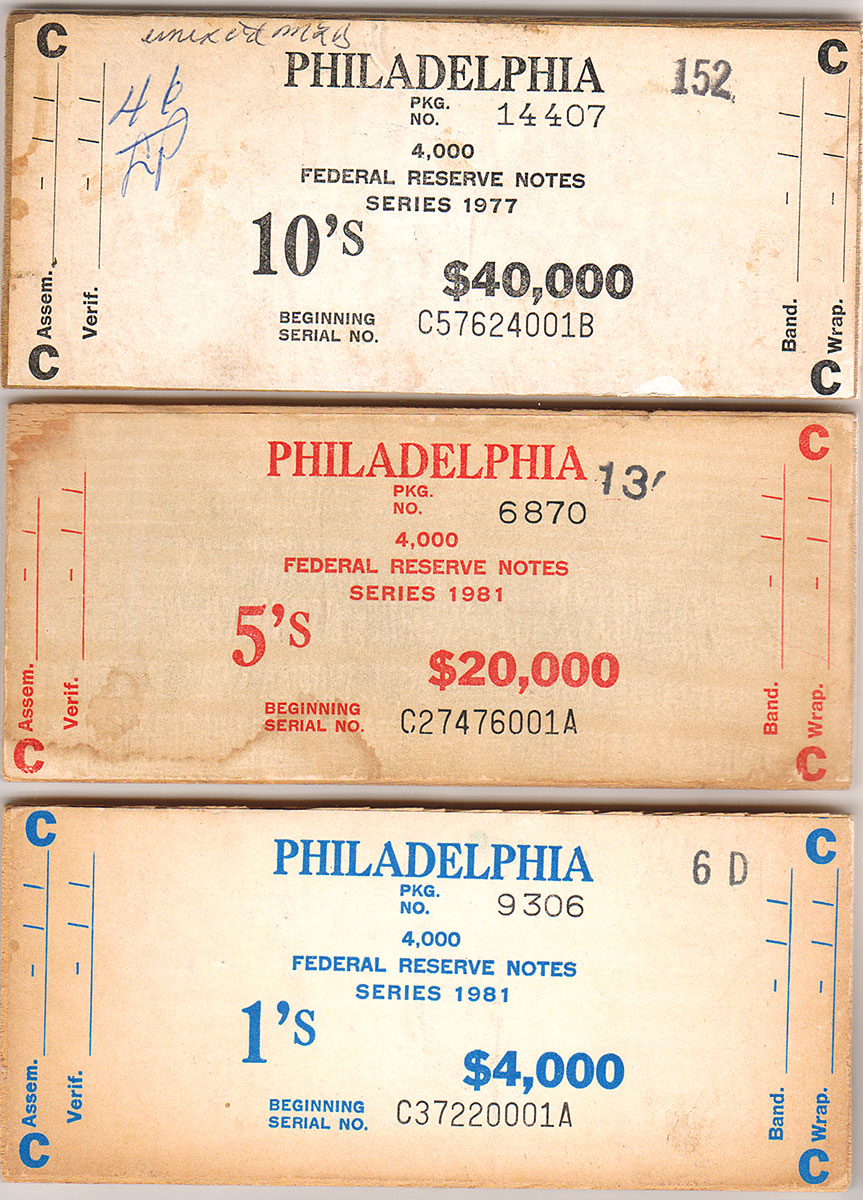 C C
PHILADELPHIA 152
PKG.
NO. 14407
4,000
FEDERAL RESERVE NOTES
SERIES 1977
10's
$40,000
BEGINNING
SERIAL NO. C57624001B
Assem. Verif. Band. Wrap.
C C
C
PHILADELPHIA 13
PKG.
NO. 6870
4,000
FEDERAL RESERVE NOTES
SERIES 1981
5's
$20,000
BEGINNING
SERIAL NO. C27476001A
Assem. Verif. Band. Wrap.
C C
C C
PHILADELPHIA 6 D
PKG.
NO. 9306
4,000
FEDERAL RESERVE NOTES
SERIES 1981
1's
$4,000
BEGINNING
SERIAL NO. C37220001A
Assem. Verif. Band. Wrap.
C C